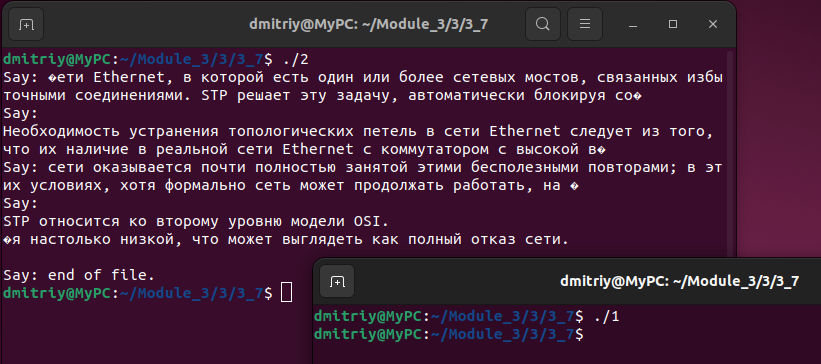 dmitriy@MyPC: ~/Module_3/3/3_7
dmitriy@MyPC:~/Module_3/3/3_7$ ./2
Say: �ети Ethernet, в которой есть один или более сетевых мостов, связанных избы
точными соединениями. STP решает эту задачу, автоматически блокируя со�
Say:
Необходимость устранения топологических петель в сети Ethernet следует из того,
что их наличие в реальной сети Ethernet с коммутатором с высокой в�
Say: сети оказывается почти полностью занятой этими бесполезными повторами; в эт
их условиях, хотя формально сеть может продолжать работать, на �
Say:
STP относится ко второму уровню модели OSI.
�я настолько низкой, что может выглядеть как полный отказ сети.
Say: end of file.
dmitriy@MyPC:~/Module_3/3/3_7$
dmitriy@MyPC: ~/Module_3/3/3_7
dmitriy@MyPC:~/Module_3/3/3_7$ ./1
dmitriy@MyPC:~/Module_3/3/3_7$